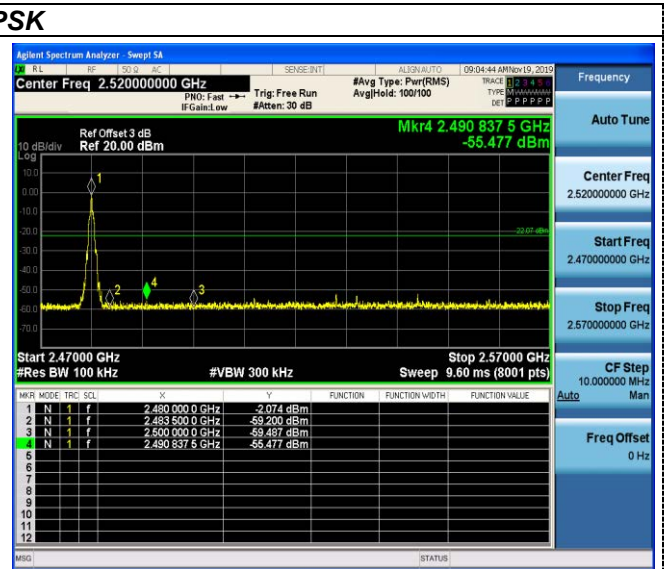 PSK
Agilent Spectrum Analyzer - Swept SA
RL RF 50 Ω AC SENSE:INT ALIGN AUTO 09:04:44 AM Nov 19, 2019
Center Freq 2.520000000 GHz
PNO: Fast
IFGain:Low
Trig: Free Run
#Atten: 30 dB
#Avg Type: Pwr(RMS)
Avg|Hold: 100/100
TRACE 1 2 3 4 5 6
TYPE M
DET P P P P P P
Ref Offset 3 dB
Ref 20.00 dBm
10 dB/div
Log
Mkr4 2.490 837 5 GHz
-55.477 dBm
10.0
0.00
-10.0
-20.0
-30.0
-40.0
-50.0
-60.0
-70.0
1
2
4
3
-22.07 dBm
Start 2.47000 GHz Stop 2.57000 GHz
#Res BW 100 kHz #VBW 300 kHz Sweep 9.60 ms (8001 pts)
MKR MODE TRC SCL X Y FUNCTION FUNCTION WIDTH FUNCTION VALUE
1 N 1 f 2.480 000 0 GHz -2.074 dBm
2 N 1 f 2.483 500 0 GHz -59.200 dBm
3 N 1 f 2.500 000 0 GHz -59.487 dBm
4 N 1 f 2.490 837 5 GHz -55.477 dBm
5
6
7
8
9
10
11
12
MSG STATUS
Frequency
Auto Tune
Center Freq
2.520000000 GHz
Start Freq
2.470000000 GHz
Stop Freq
2.570000000 GHz
CF Step
10.000000 MHz
Auto Man
Freq Offset
0 Hz